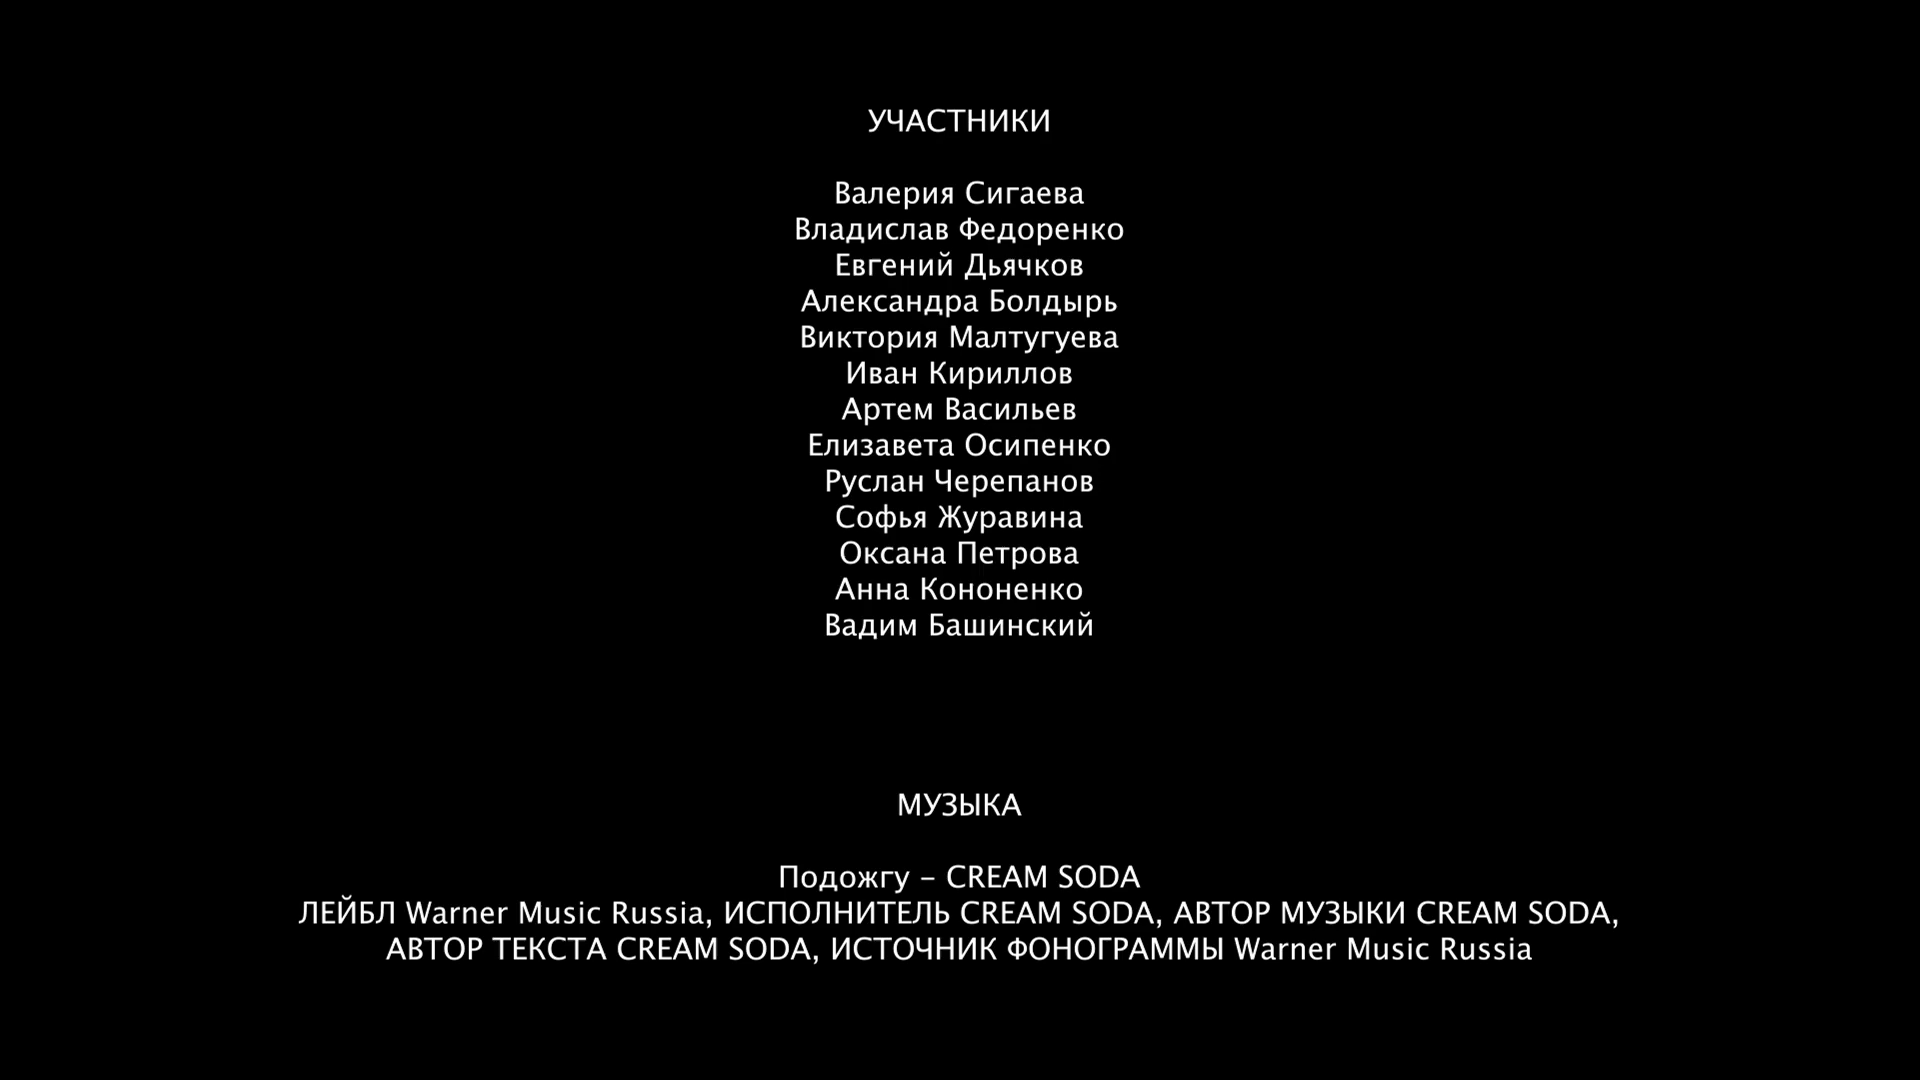 УЧАСТНИКИ
Валерия Сигаева
Владислав Федоренко
Евгений Дьячков
Александра Болдырь
Виктория Малтугуева
Иван Кириллов
Артем Васильев
Елизавета Осипенко
Руслан Черепанов
Софья Журавина
Оксана Петрова
Анна Кононенко
Вадим Башинский
МУЗЫКА
Подожгу – CREAM SODA
ЛЕЙБЛ Warner Music Russia, ИСПОЛНИТЕЛЬ CREAM SODA, АВТОР МУЗЫКИ CREAM SODA,
АВТОР ТЕКСТА CREAM SODA, ИСТОЧНИК ФОНОГРАММЫ Warner Music Russia